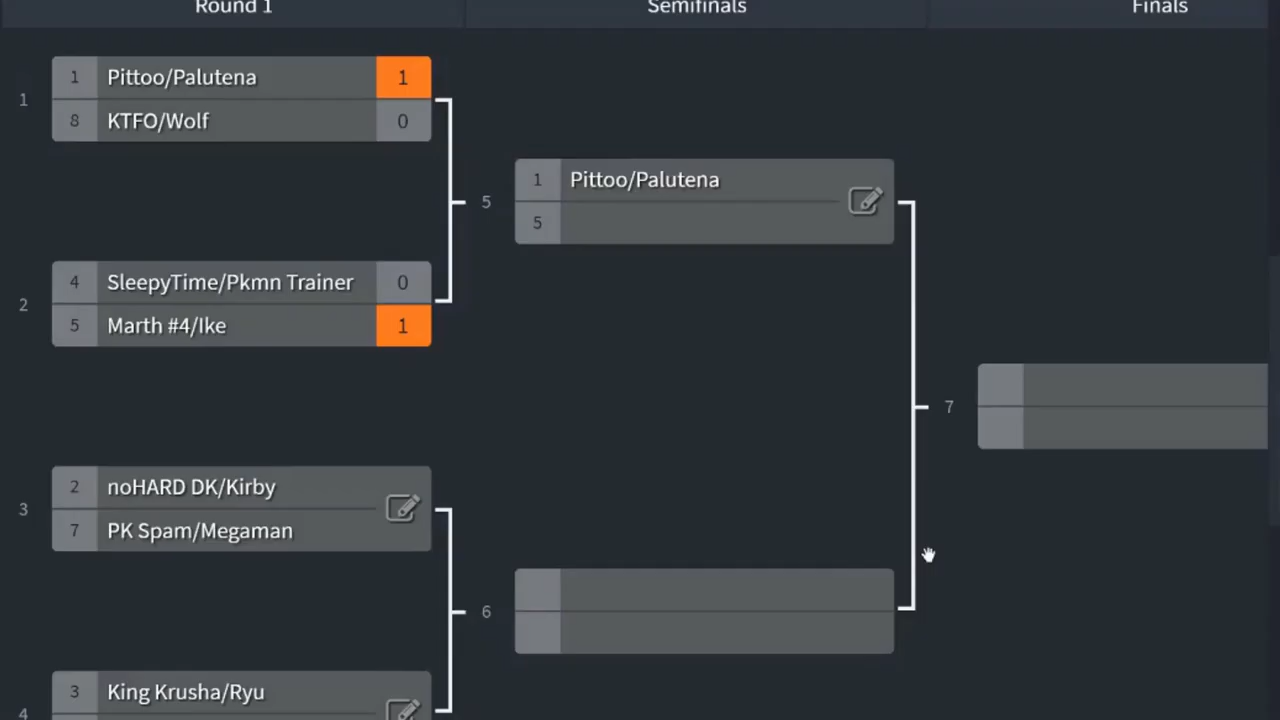 Round 1
Semifinals
Finals
1
1 Pittoo/Palutena 1
8 KTFO/Wolf 0
5
1 Pittoo/Palutena
5
2
4 SleepyTime/Pkmn Trainer 0
5 Marth #4/Ike 1
7
3
2 noHARD DK/Kirby
7 PK Spam/Megaman
6
4
3 King Krusha/Ryu